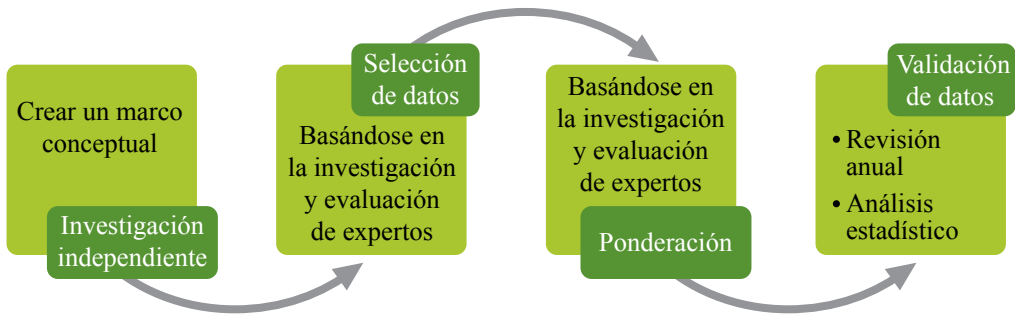 Crear un marco
conceptual
Investigación
independiente
Selección
de datos
Basándose en
la investigación
y evaluación
de expertos
Basándose en
la investigación
y evaluación
de expertos
Ponderación
Validación
de datos
• Revisión
anual
• Análisis
estadístico